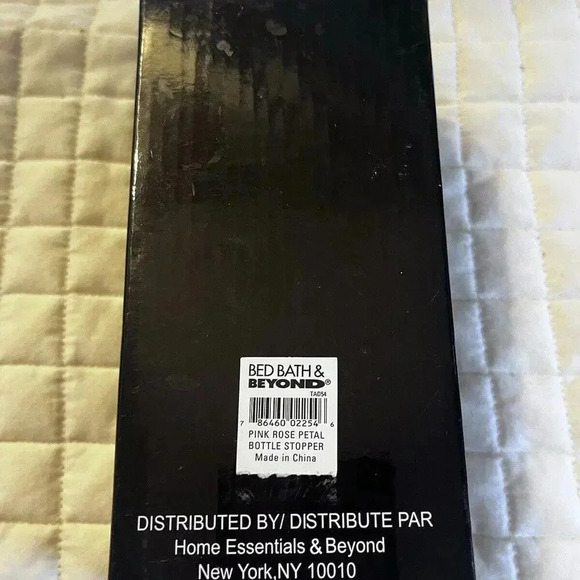 BED BATH &
BEYOND®
TAD54
7 86460 02254 6
PINK ROSE PETAL
BOTTLE STOPPER
Made in China
DISTRIBUTED BY/ DISTRIBUTE PAR
Home Essentials & Beyond
New York,NY 10010